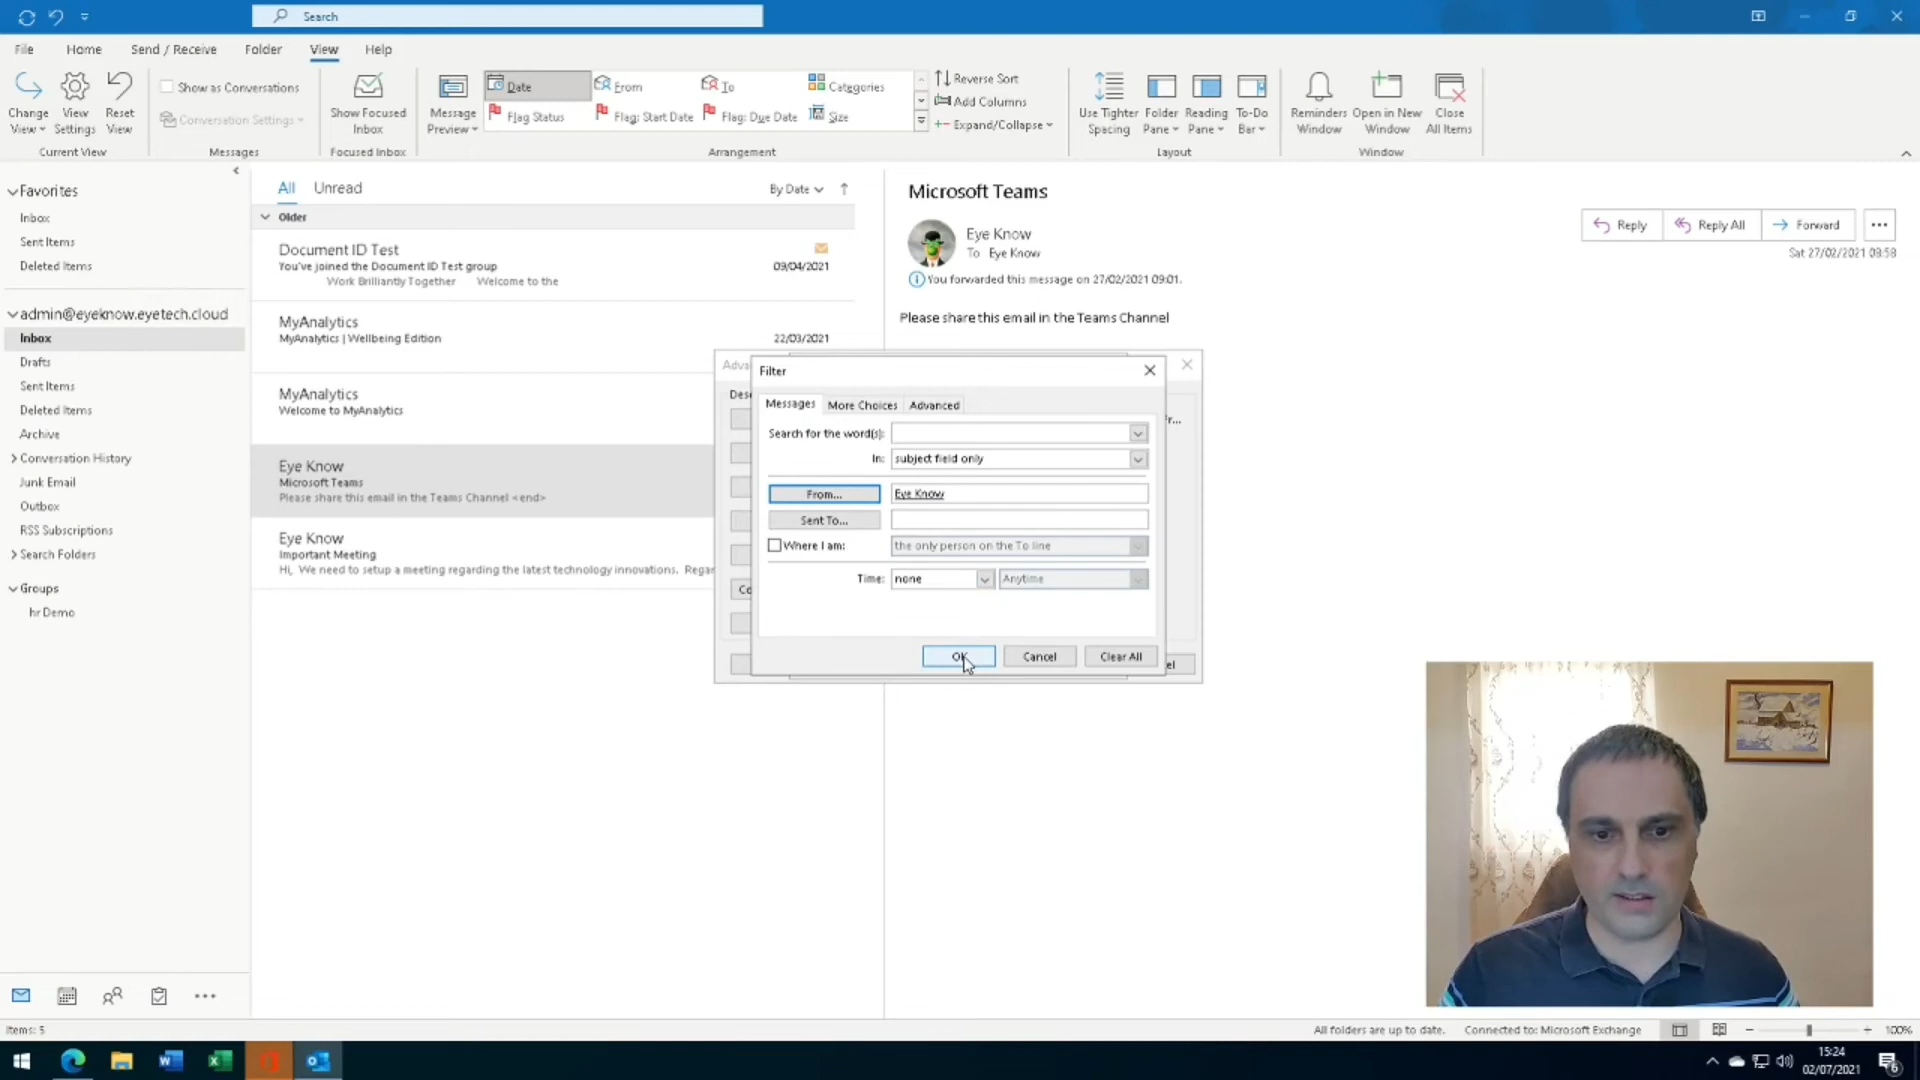 Search
File Home Send / Receive Folder View Help
Change View
View Settings
Reset View
Current View
Show as Conversations
Conversation Settings
Messages
Show Focused Inbox
Focused Inbox
Message Preview
Date From To Categories
Flag Status Flag: Start Date Flag: Due Date Size
Reverse Sort
Add Columns
Expand/Collapse
Arrangement
Use Tighter Spacing
Folder Pane
Reading Pane
To-Do Bar
Layout
Reminders Window
Open in New Window
Close All Items
Window
Favorites
Inbox
Sent Items
Deleted Items
admin@eyeknow.eyetech.cloud
Inbox
Drafts
Sent Items
Deleted Items
Archive
Conversation History
Junk Email
Outbox
RSS Subscriptions
Search Folders
Groups
hr Demo
All Unread By Date
Older
Document ID Test
You've joined the Document ID Test group 09/04/2021
Work Brilliantly Together Welcome to the
MyAnalytics
MyAnalytics | Wellbeing Edition 22/03/2021
MyAnalytics
Welcome to MyAnalytics
Eye Know
Microsoft Teams
Please share this email in the Teams Channel <end>
Eye Know
Important Meeting
Hi, We need to setup a meeting regarding the latest technology innovations. Regar
Microsoft Teams
Eye Know
To Eye Know
You forwarded this message on 27/02/2021 09:01.
Reply Reply All Forward
Sat 27/02/2021 08:58
Please share this email in the Teams Channel
Adva
Desc
r...
Co
el
Filter
Messages More Choices Advanced
Search for the word(s):
In: subject field only
From... Eye Know
Sent To...
Where I am: the only person on the To line
Time: none Anytime
OK Cancel Clear All
Items: 5
All folders are up to date. Connected to: Microsoft Exchange 100%
15:24
02/07/2021
6